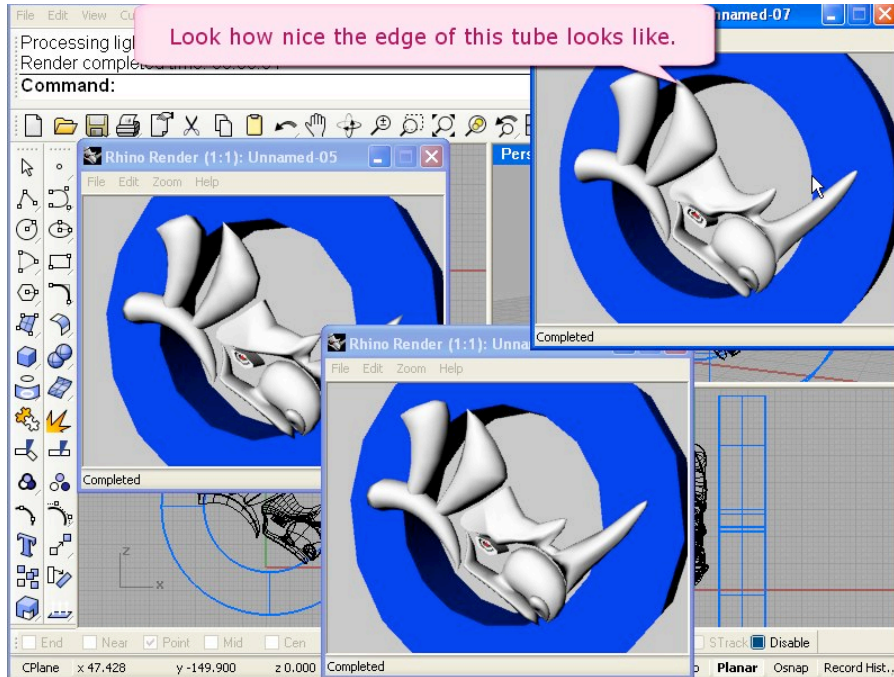 File Edit View Cu
Look how nice the edge of this tube looks like.
nnamed-07
Processing lig
Render completed
Command:
Rhino Render (1:1): Unnamed-05
File Edit Zoom Help
Pers
Completed
Rhino Render (1:1): Unna
File Edit Zoom Help
Completed
z
x
End Near Point Mid Cen
STrack Disable
CPlane x 47.428 y -149.900 z 0.000
Completed
Planar Osnap Record Hist..